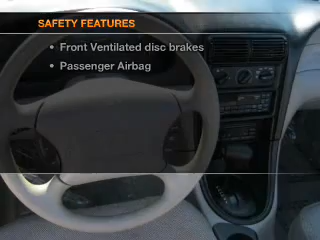 SAFETY FEATURES
• Front Ventilated disc brakes
• Passenger Airbag